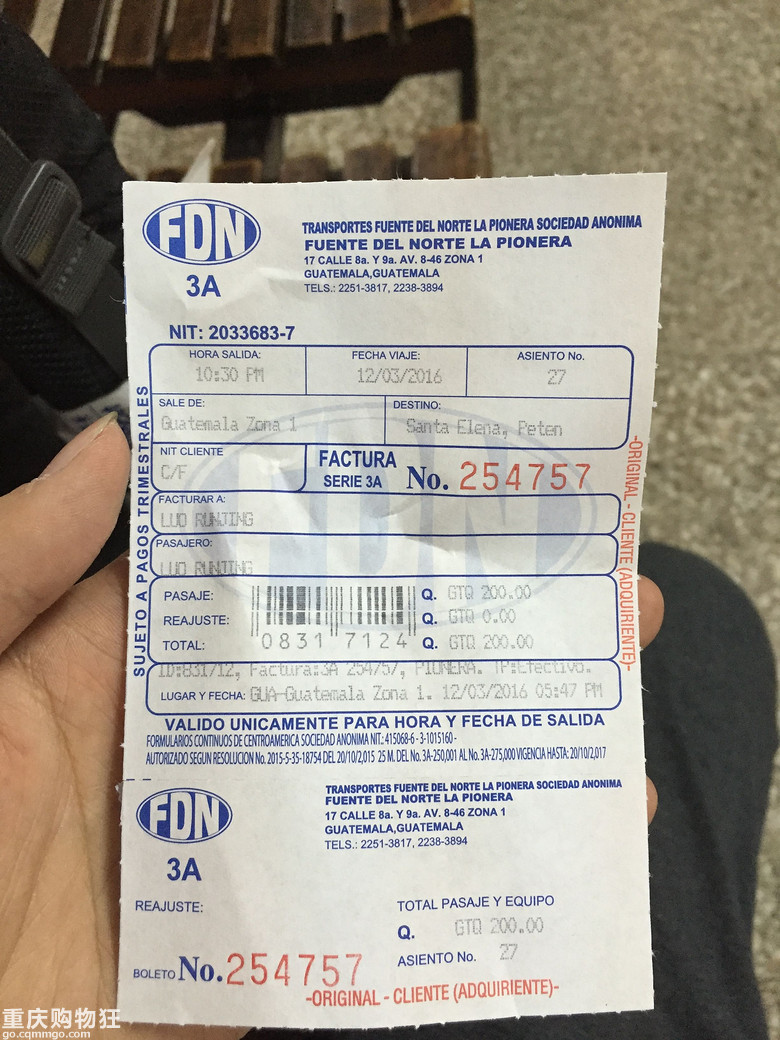 FDN
3A
TRANSPORTES FUENTE DEL NORTE LA PIONERA SOCIEDAD ANONIMA
FUENTE DEL NORTE LA PIONERA
17 CALLE 8a. Y 9a. AV. 8-46 ZONA 1
GUATEMALA,GUATEMALA
TELS.: 2251-3817, 2238-3894
NIT: 2033683-7
HORA SALIDA: FECHA VIAJE: ASIENTO No.
10:30 PM 12/03/2016 27
SALE DE: DESTINO:
Guatemala Zona 1 Santa Elena, Peten
NIT CLIENTE
C/F
FACTURA
SERIE 3A
No. 254757
FACTURAR A:
LUO RUNJING
PASAJERO:
LUO RUNJING
PASAJE: Q. GTQ 200.00
REAJUSTE: Q. GTQ 0.00
TOTAL: 0831 7124 Q. GTQ 200.00
ID:831712, Factura:3A 254757, PIONERA. TP:Efectivo.
LUGAR Y FECHA: GUA-Guatemala Zona 1. 12/03/2016 05:47 PM
SUJETO A PAGOS TRIMESTRALES
-ORIGINAL - CLIENTE (ADQUIRIENTE)-
FDN
VALIDO UNICAMENTE PARA HORA Y FECHA DE SALIDA
FORMULARIOS CONTINUOS DE CENTROAMERICA SOCIEDAD ANONIMA NIT.: 415068-6 - 3-1015160 -
AUTORIZADO SEGUN RESOLUCION No. 2015-5-35-18754 DEL 20/10/2,015 25 M. DEL No. 3A-250,001 AL No. 3A-275,000 VIGENCIA HASTA: 20/10/2,017
FDN
3A
TRANSPORTES FUENTE DEL NORTE LA PIONERA SOCIEDAD ANONIMA
FUENTE DEL NORTE LA PIONERA
17 CALLE 8a. Y 9a. AV. 8-46 ZONA 1
GUATEMALA,GUATEMALA
TELS.: 2251-3817, 2238-3894
REAJUSTE: TOTAL PASAJE Y EQUIPO
Q. GTQ 200.00
BOLETO No. 254757
ASIENTO No. 27
-ORIGINAL - CLIENTE (ADQUIRIENTE)-
重庆购物狂
go.cqmmgo.com